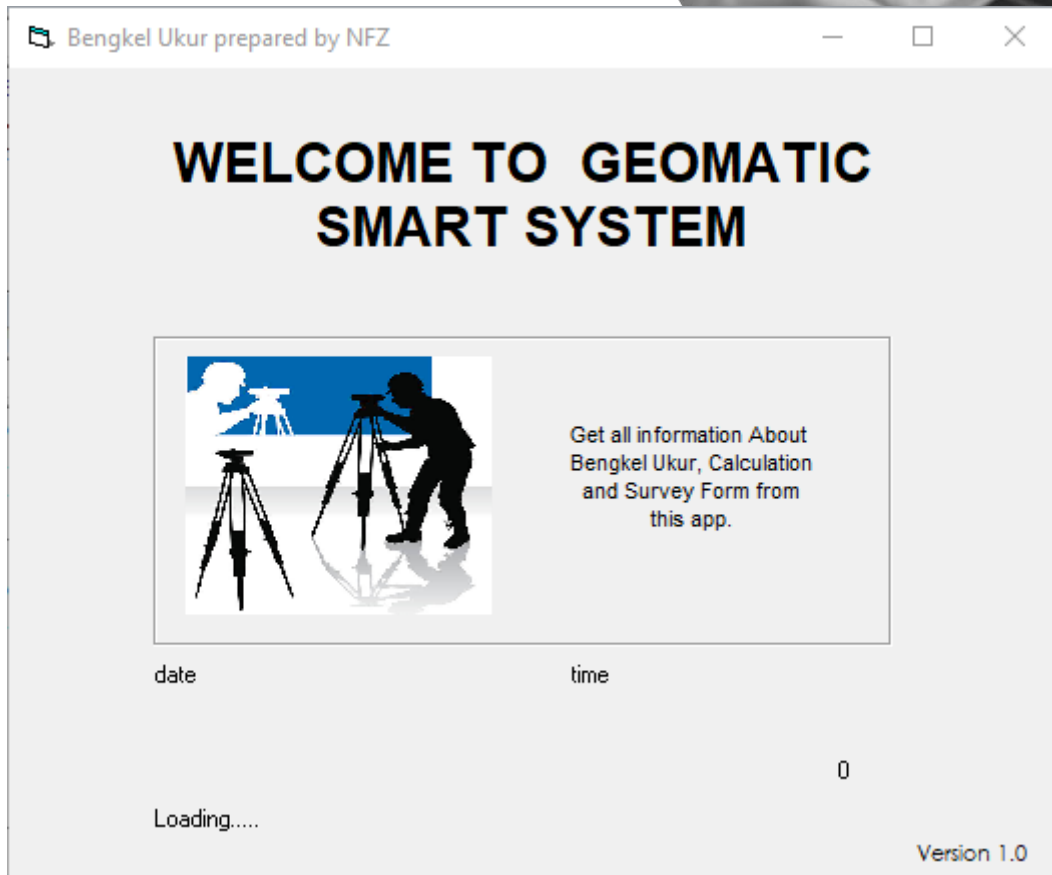 Bengkel Ukur prepared by NFZ
WELCOME TO GEOMATIC
SMART SYSTEM
Get all information About
Bengkel Ukur, Calculation
and Survey Form from
this app.
date
time
0
Loading.....
Version 1.0